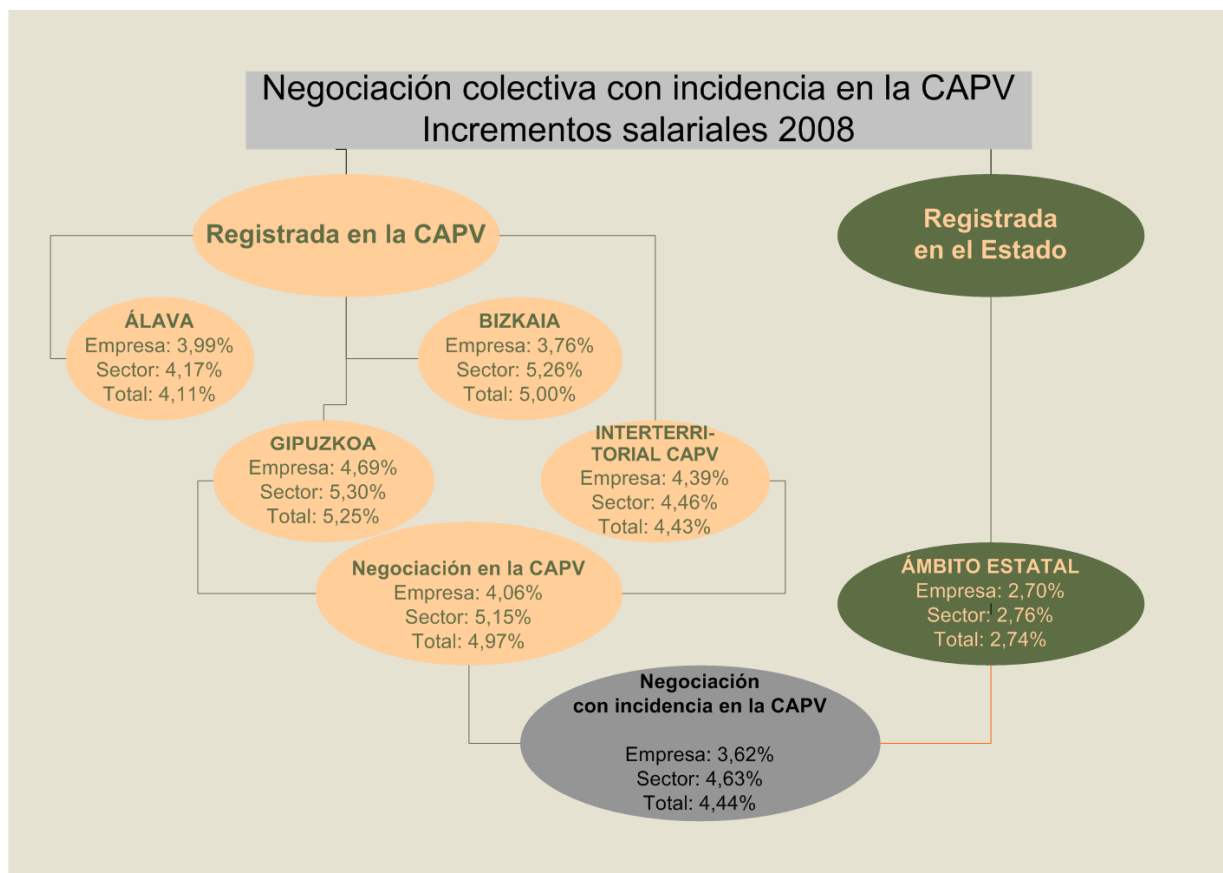 Negociación colectiva con incidencia en la CAPV
Incrementos salariales 2008
Registrada en la CAPV
Registrada
en el Estado
ÁLAVA
Empresa: 3,99%
Sector: 4,17%
Total: 4,11%
BIZKAIA
Empresa: 3,76%
Sector: 5,26%
Total: 5,00%
GIPUZKOA
Empresa: 4,69%
Sector: 5,30%
Total: 5,25%
INTERTERRI-
TORIAL CAPV
Empresa: 4,39%
Sector: 4,46%
Total: 4,43%
Negociación en la CAPV
Empresa: 4,06%
Sector: 5,15%
Total: 4,97%
ÁMBITO ESTATAL
Empresa: 2,70%
Sector: 2,76%
Total: 2,74%
Negociación
con incidencia en la CAPV
Empresa: 3,62%
Sector: 4,63%
Total: 4,44%